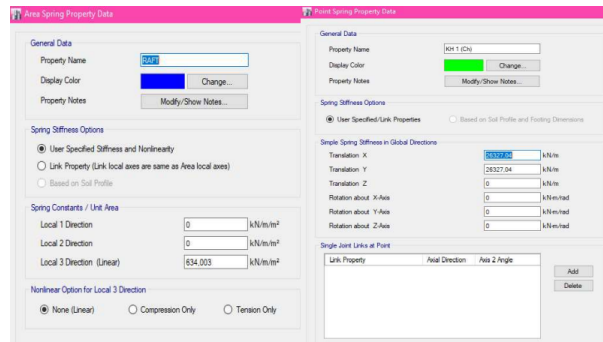 Area Spring Property Data
General Data
Property Name RAFT
Display Color Change...
Property Notes Modify/Show Notes...
Spring Stiffness Options
User Specified Stiffness and Nonlinearity
Link Property (Link local axes are same as Area local axes)
Based on Soil Profile
Spring Constants / Unit Area
Local 1 Direction 0 kN/m/m²
Local 2 Direction 0 kN/m/m²
Local 3 Direction (Linear) 634,003 kN/m/m²
Nonlinear Option for Local 3 Direction
None (Linear) Compression Only Tension Only
Point Spring Property Data
General Data
Property Name KH 1 (Ch)
Display Color Change...
Property Notes Modify/Show Notes...
Spring Stiffness Options
User Specified/Link Properties Based on Soil Profile and Footing Dimensions
Simple Spring Stiffness in Global Directions
Translation X 26327,04 kN/m
Translation Y 26327,04 kN/m
Translation Z 0 kN/m
Rotation about X-Axis 0 kN-m/rad
Rotation about Y-Axis 0 kN-m/rad
Rotation about Z-Axis 0 kN-m/rad
Single Joint Links at Point
Link Property Axial Direction Axis 2 Angle
Add
Delete